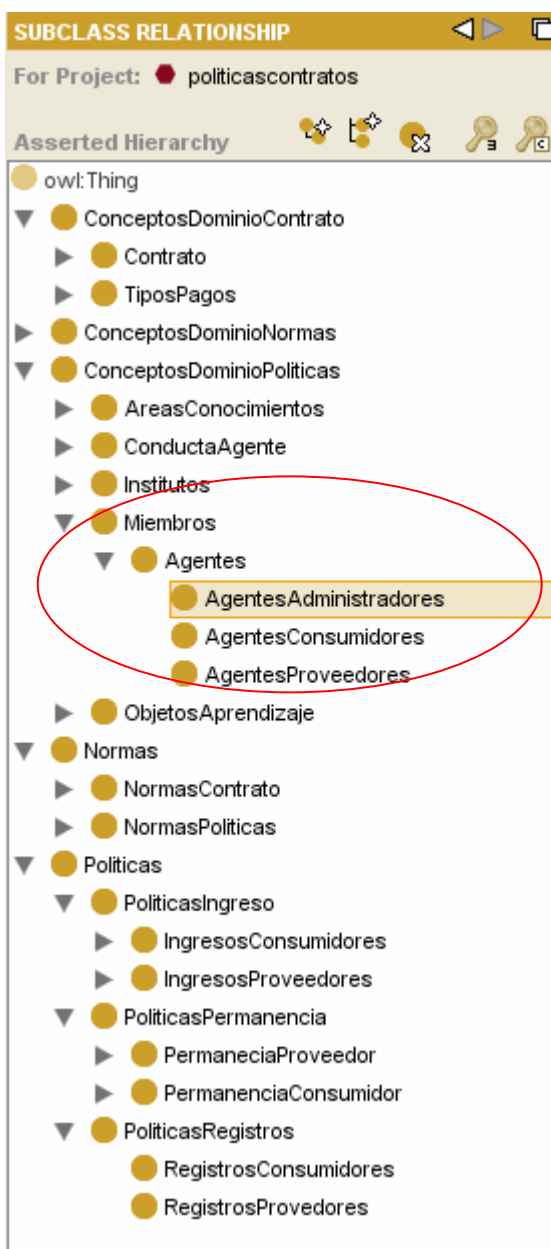 SUBCLASS RELATIONSHIP
For Project: politicascontratos
Asserted Hierarchy
owl:Thing
ConceptosDominioContrato
Contrato
TiposPagos
ConceptosDominioNormas
ConceptosDominioPoliticas
AreasConocimientos
ConductaAgente
Institutos
Miembros
Agentes
AgentesAdministradores
AgentesConsumidores
AgentesProveedores
ObjetosAprendizaje
Normas
NormasContrato
NormasPoliticas
Politicas
PoliticasIngreso
IngresosConsumidores
IngresosProveedores
PoliticasPermanencia
PermaneciaProveedor
PermanenciaConsumidor
PoliticasRegistros
RegistrosConsumidores
RegistrosProvedores